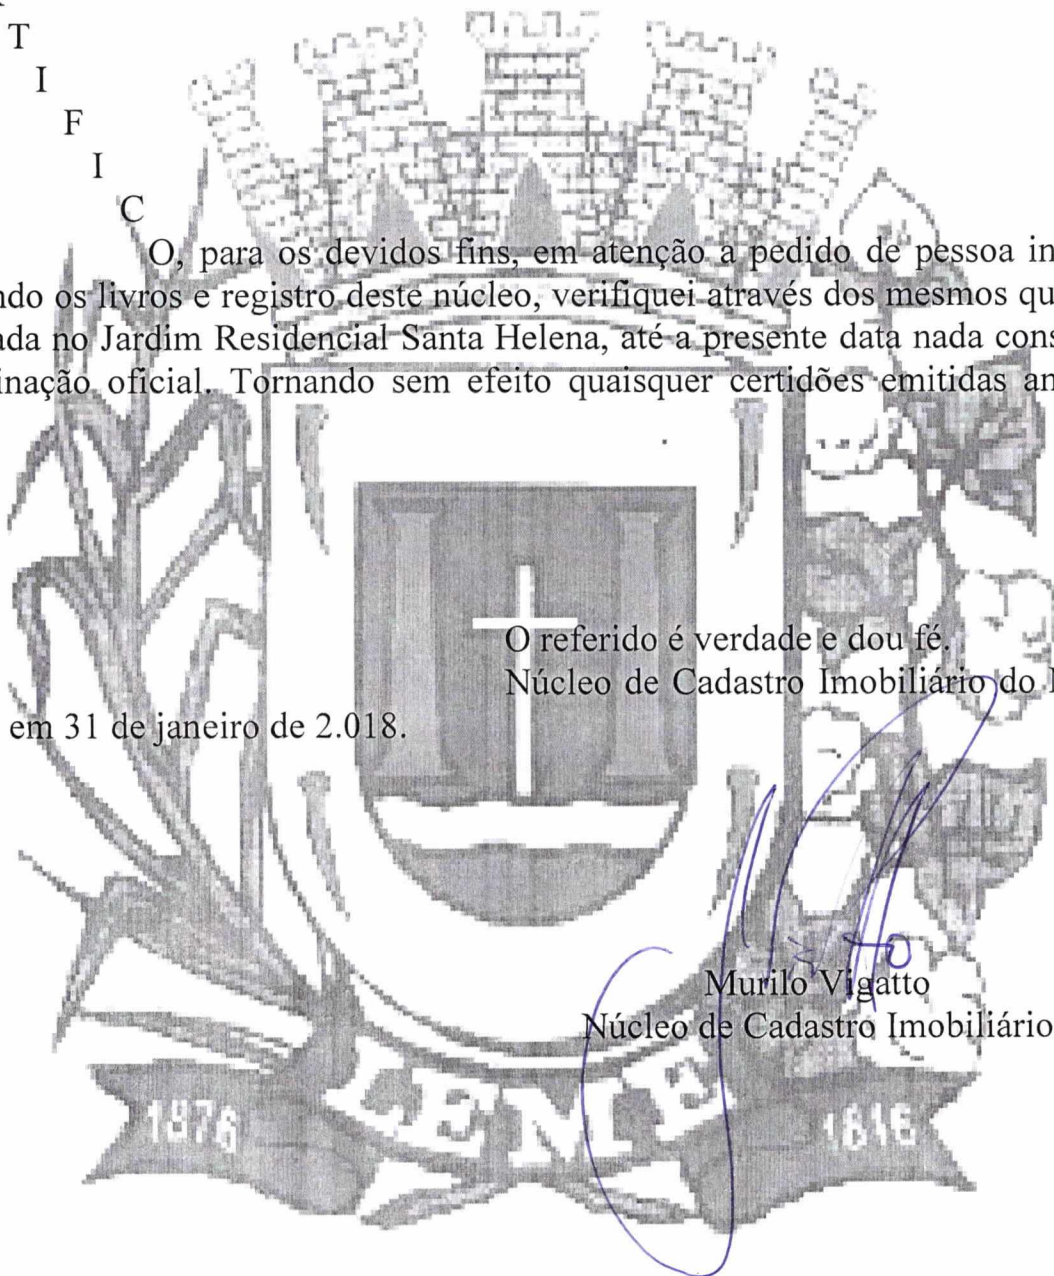 T
I
F
I
C
O, para os devidos fins, em atenção a pedido de pessoa in
ndo os livros e registro deste núcleo, verifiquei através dos mesmos qu
ada no Jardim Residencial Santa Helena, até a presente data nada cons
inação oficial. Tornando sem efeito quaisquer certidões emitidas an
O referido é verdade e dou fé.
Núcleo de Cadastro Imobiliário do
em 31 de janeiro de 2.018.
Murilo Vigatto
Núcleo de Cadastro Imobiliário
LEME